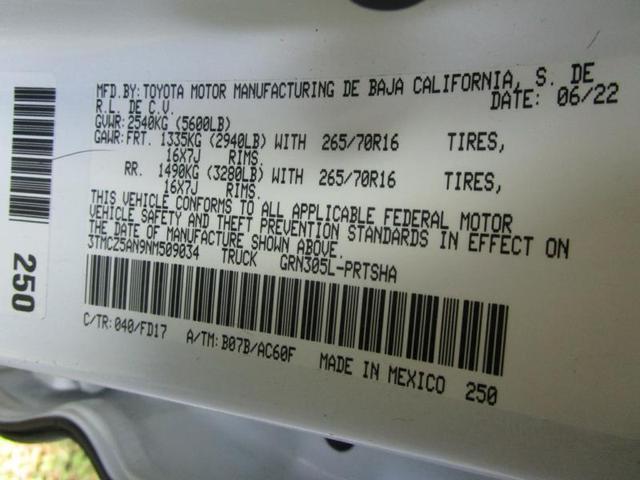 MFD.BY: TOYOTA MOTOR MANUFACTURING DE BAJA CALIFORNIA, S. DE
R.L. DE C.V. DATE: 06/22
GVWR: 2540KG (5600LB)
GAWR: FRT. 1335KG (2940LB) WITH 265/70R16 TIRES,
16X7J RIMS.
RR. 1490KG (3280LB) WITH 265/70R16 TIRES,
16X7J RIMS.
THIS VEHICLE CONFORMS TO ALL APPLICABLE FEDERAL MOTOR
VEHICLE SAFETY AND THEFT PREVENTION STANDARDS IN EFFECT ON
THE DATE OF MANUFACTURE SHOWN ABOVE.
3TMCZ5AN9NM509034 TRUCK GRN305L-PRTSHA
C/TR: 040/FD17 A/TM: B07B/AC60F MADE IN MEXICO 250
250